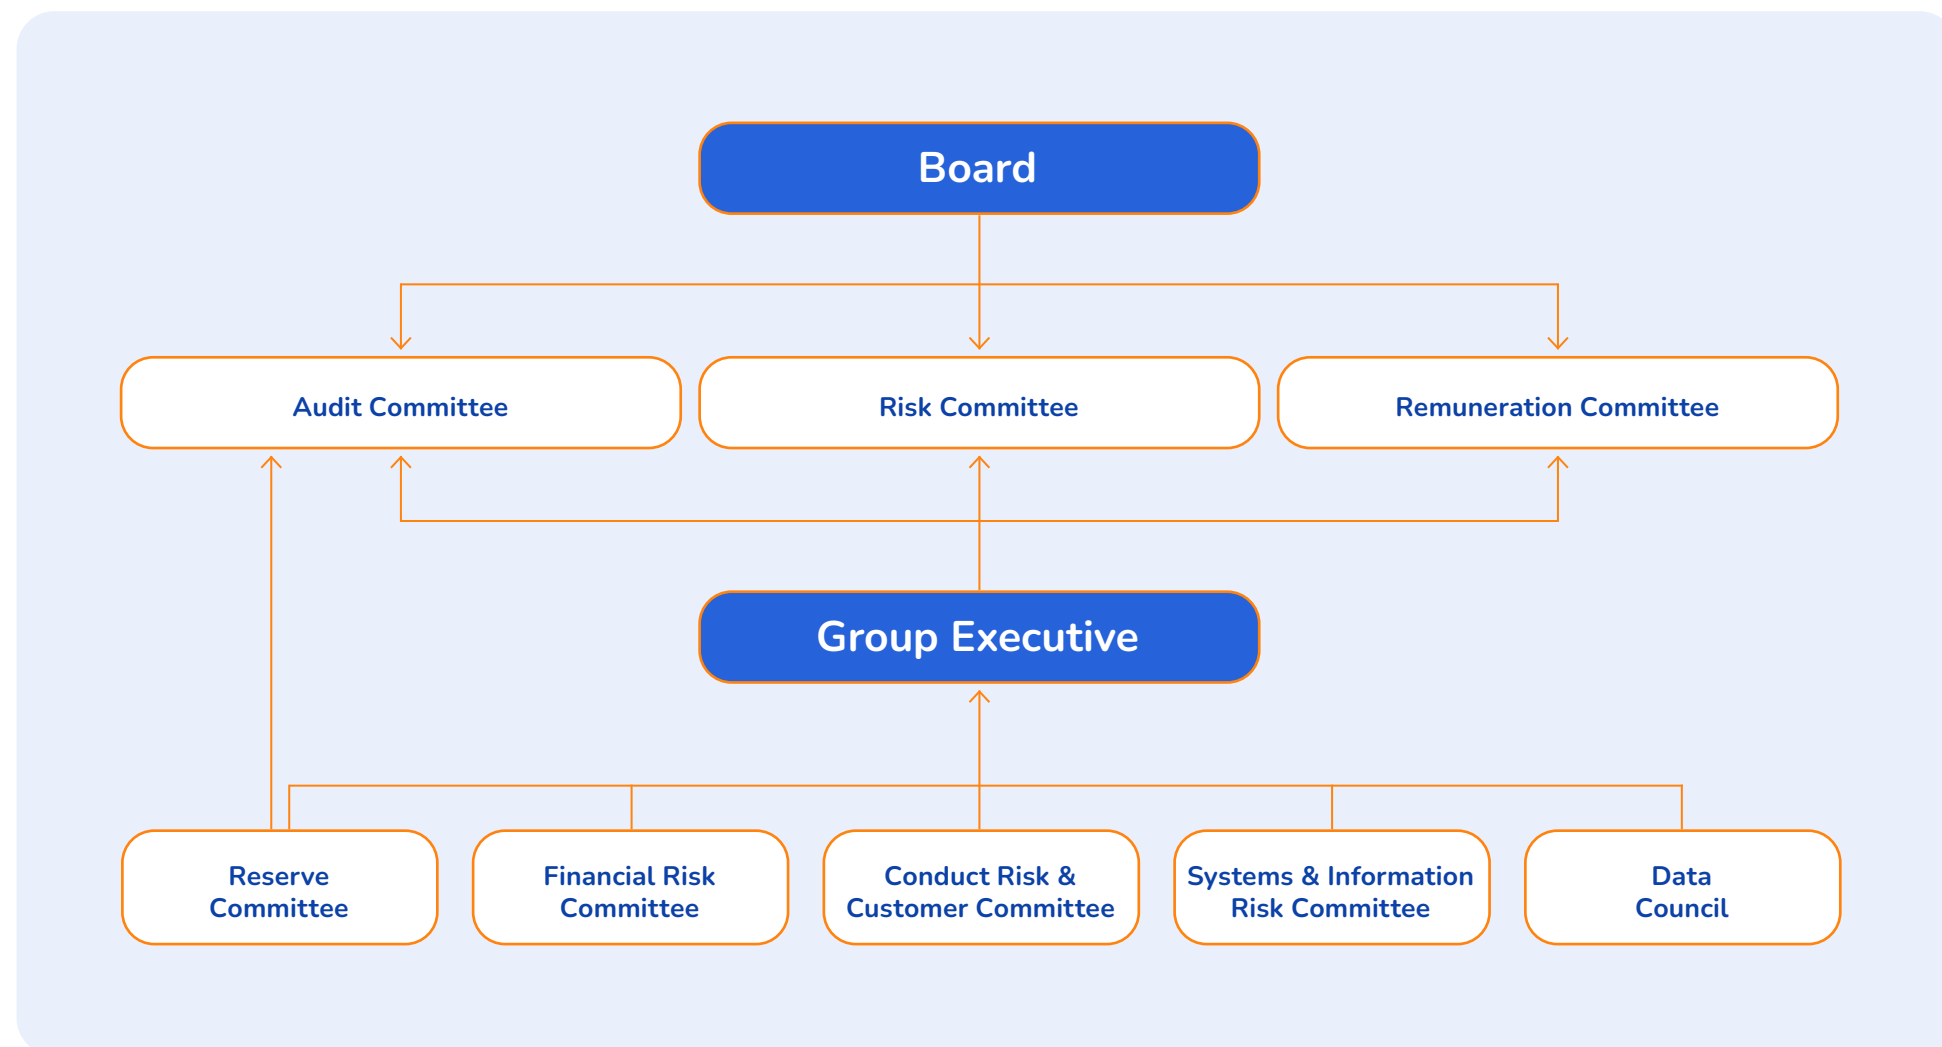 Board
Audit Committee
Risk Committee
Remuneration Committee
Group Executive
Reserve
Committee
Financial Risk
Committee
Conduct Risk &
Customer Committee
Systems & Information
Risk Committee
Data
Council